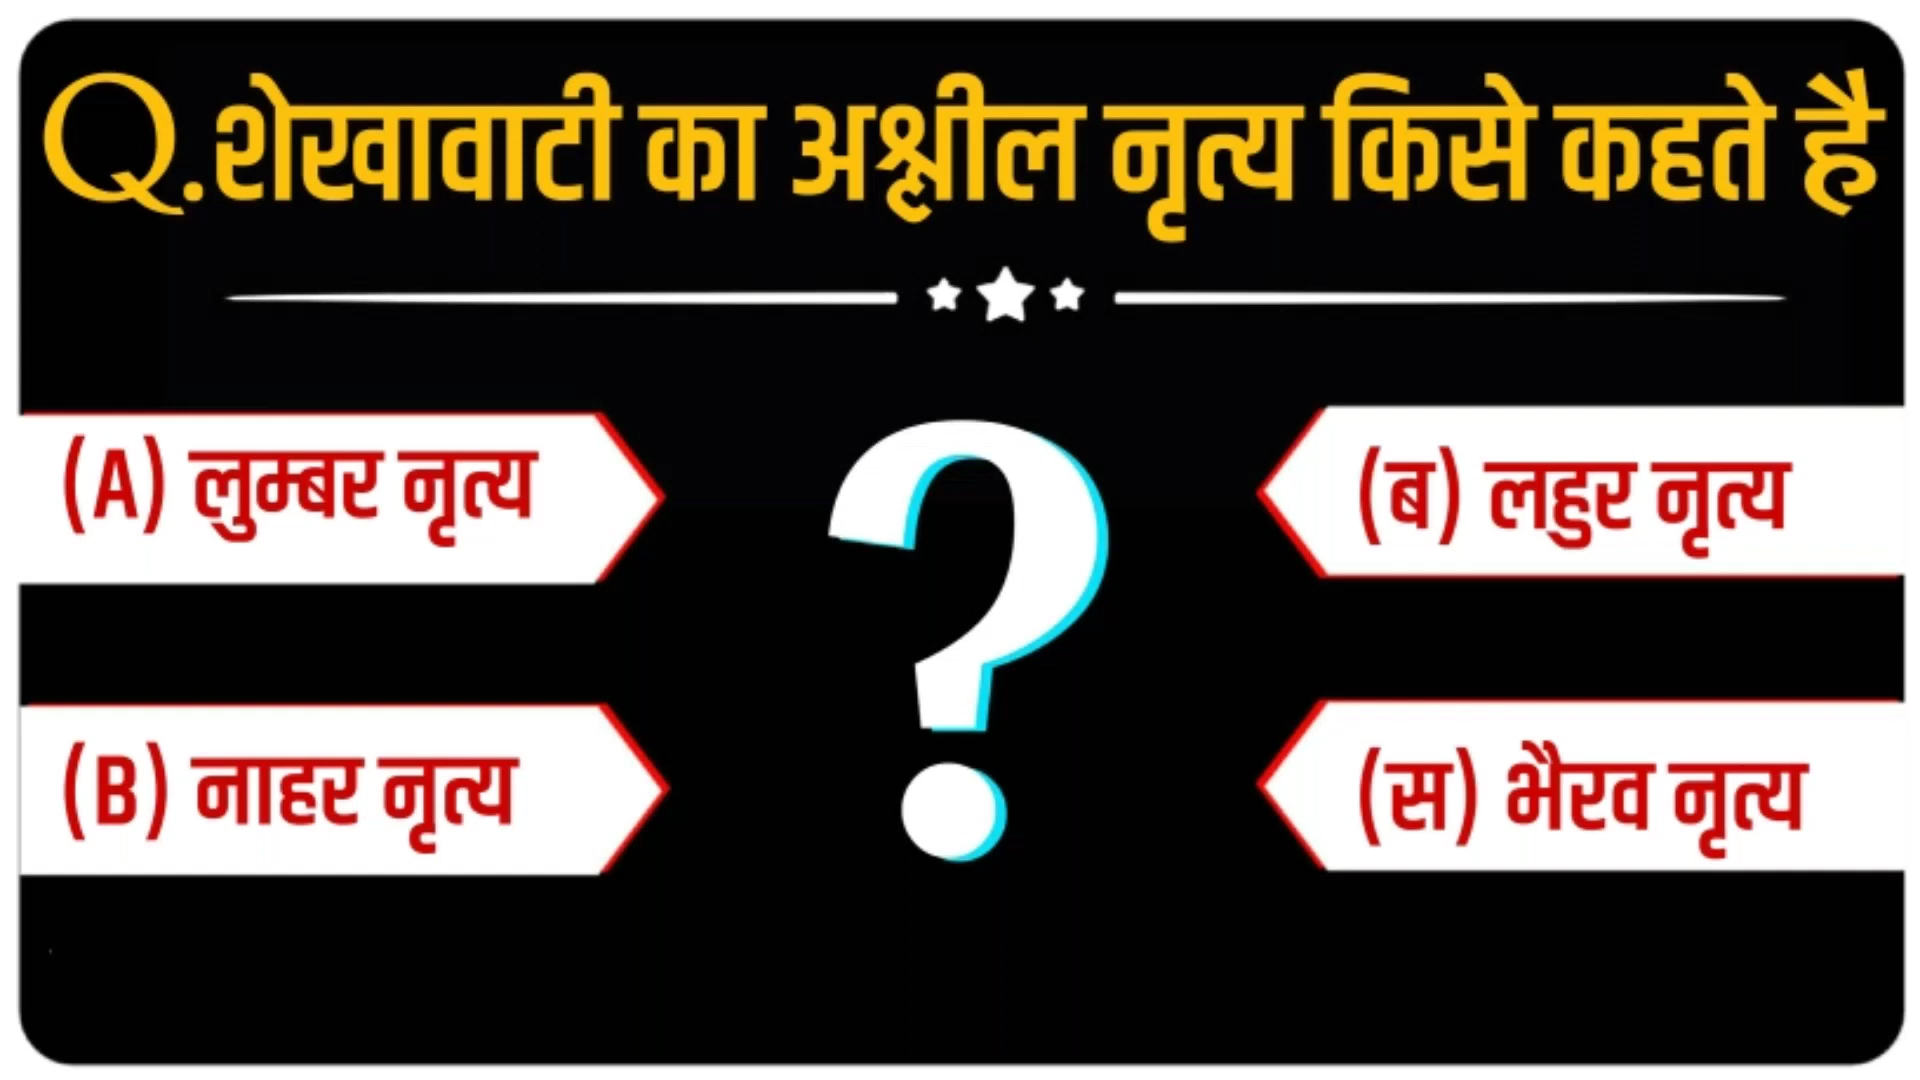 Q.शेखावाटी का अश्लील नृत्य किसे कहते है
(A) लुम्बर नृत्य
(ब) लहुर नृत्य
?
(B) नाहर नृत्य
(स) भैरव नृत्य